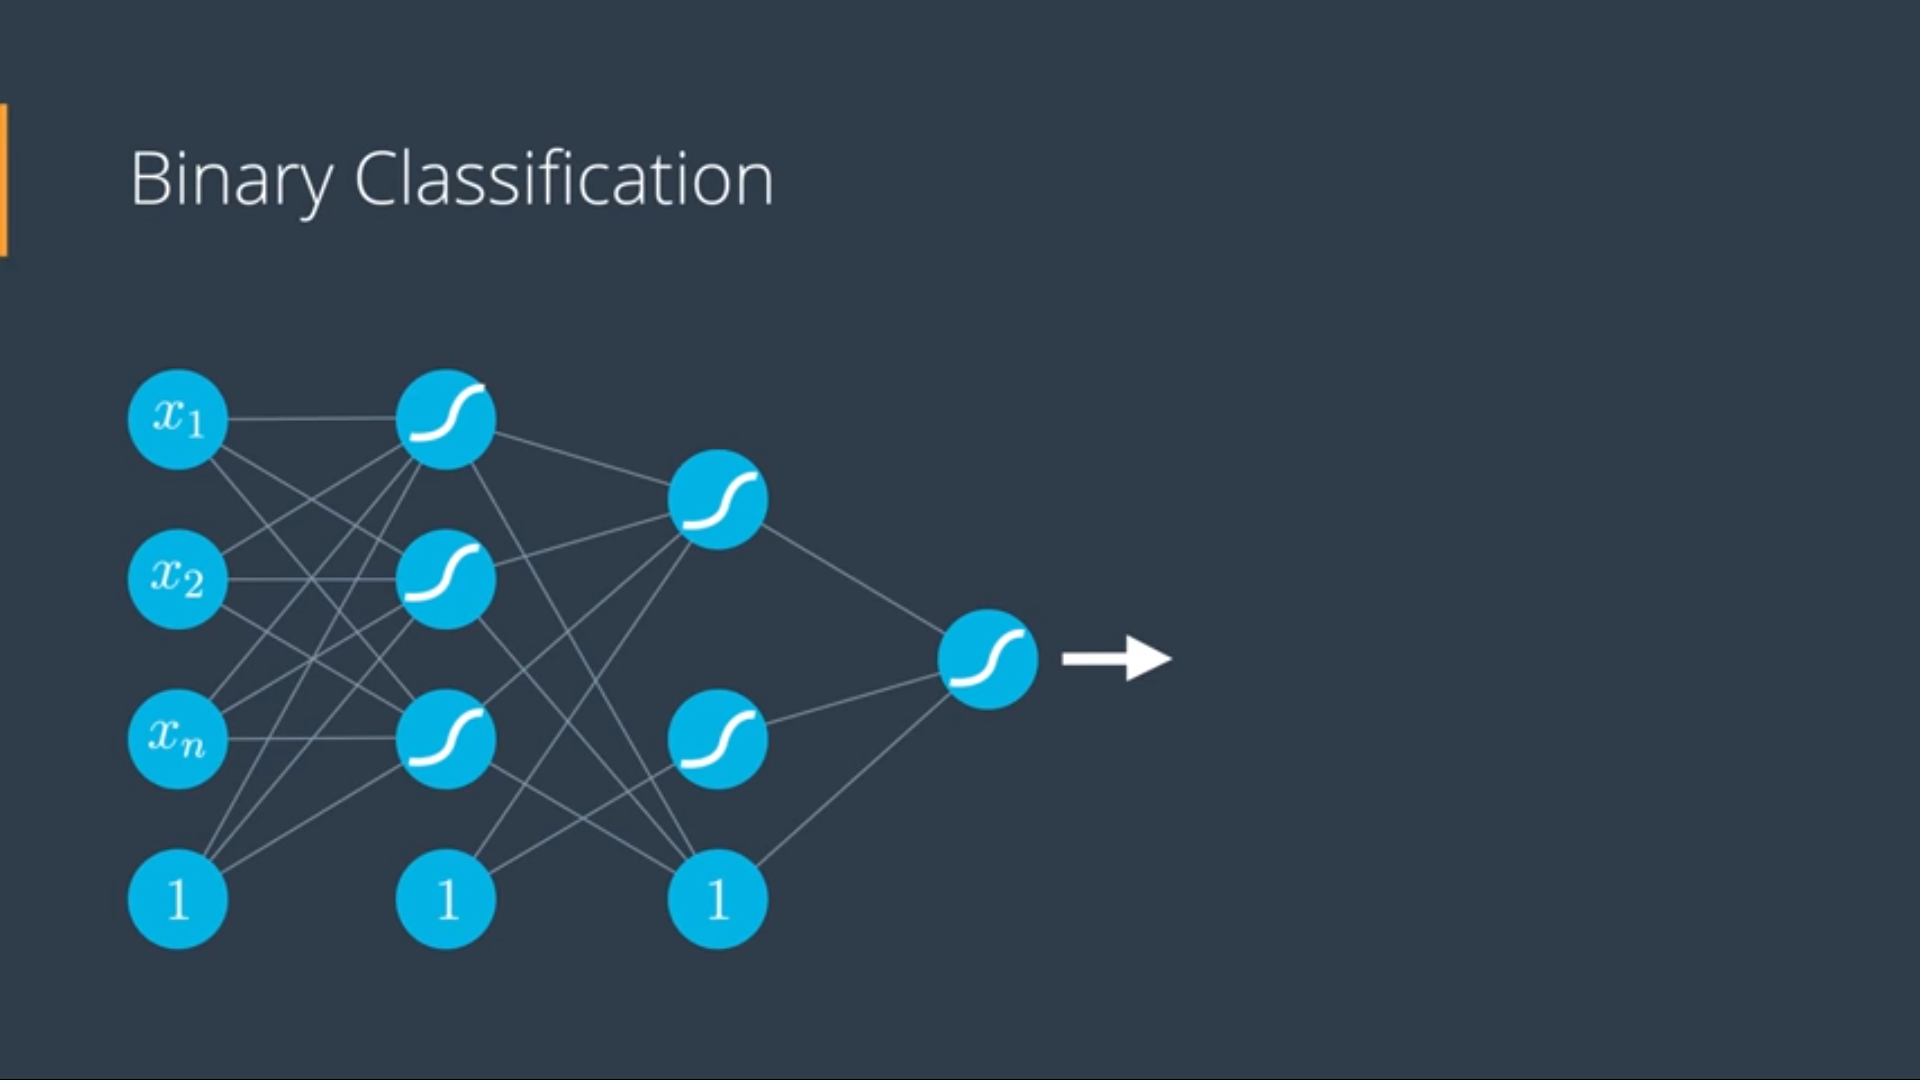 Binary Classification
x₁
x₂
xₙ
1
1
1